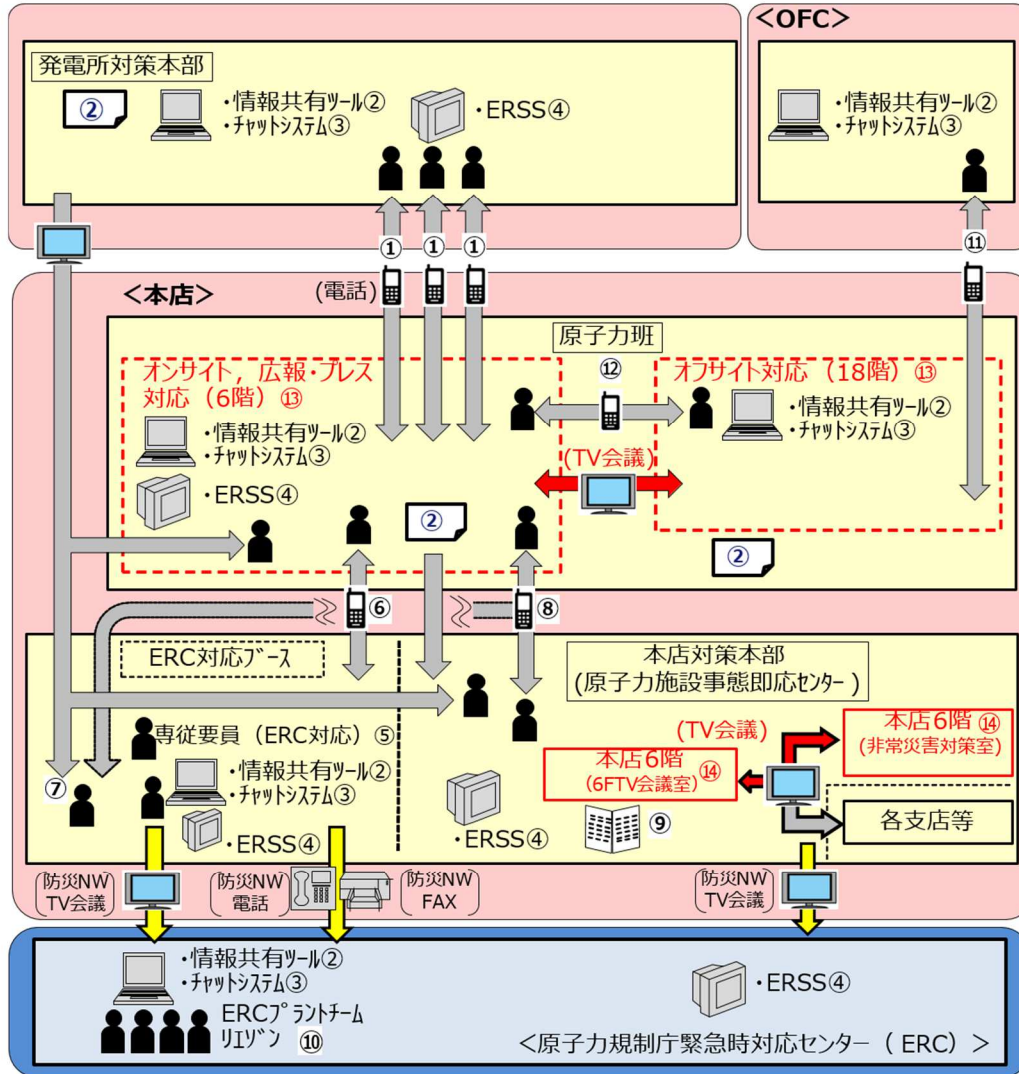 <OFC>
発電所対策本部
②
・情報共有ツール②
・チャットシステム③
・ERSS④
・情報共有ツール②
・チャットシステム③
①
①
①
⑪
<本店>
(電話)
原子力班
オンサイト，広報・プレス
対応（6階）⑬
⑫
オフサイト対応（18階）⑬
・情報共有ツール②
・チャットシステム③
・情報共有ツール②
・チャットシステム③
(TV会議)
・ERSS④
②
②
⑥
⑧
ERC対応ブース
本店対策本部
(原子力施設事態即応センター)
専従要員（ERC対応）⑤
(TV会議)
本店6階⑭
(非常災害対策室)
本店6階⑭
(6FTV会議室)
⑦
・情報共有ツール②
・チャットシステム③
・ERSS④
・ERSS④
⑨
各支店等
防災NW
TV会議
防災NW
電話
防災NW
FAX
防災NW
TV会議
・情報共有ツール②
・チャットシステム③
・ERSS④
ERCプラントチーム
リエゾン ⑩
<原子力規制庁緊急時対応センター（ERC）>